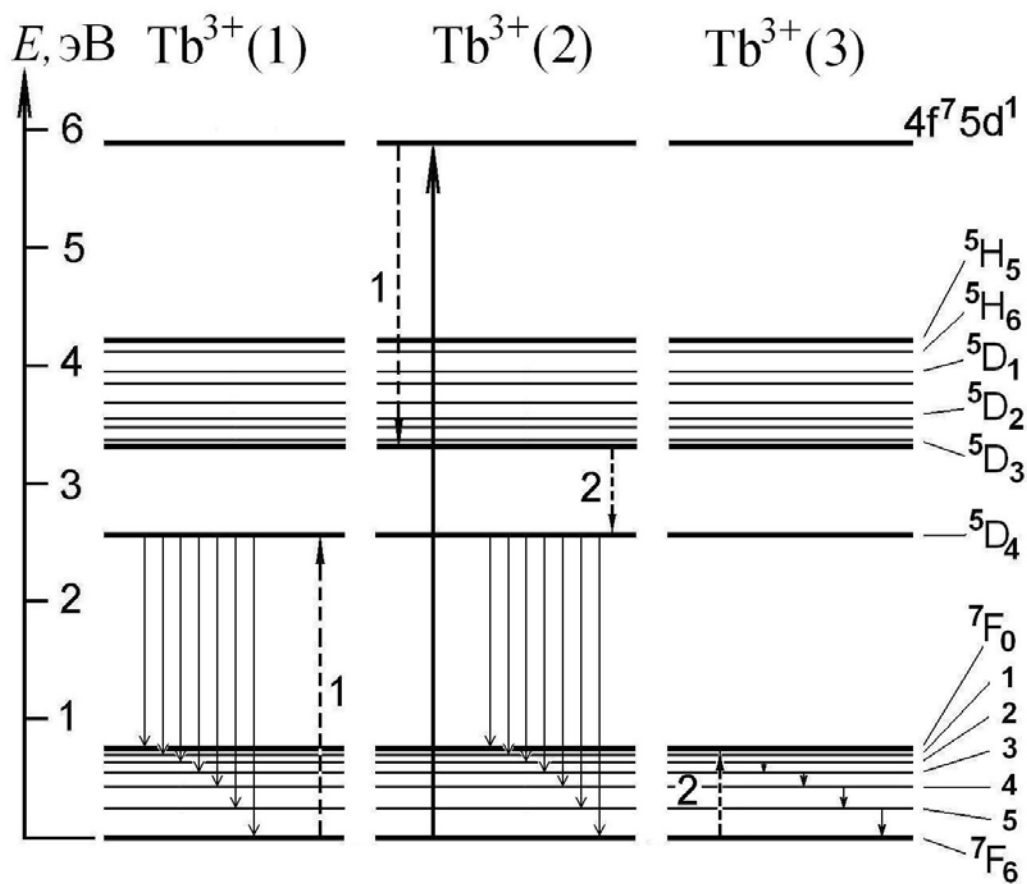 E, эВ Tb³⁺(1) Tb³⁺(2) Tb³⁺(3)
6
4f⁷5d¹
5
⁵H₅
1
⁵H₆
4
⁵D₁
⁵D₂
⁵D₃
3
2
⁵D₄
2
⁷F₀
1
1
1
2
3
2
4
5
⁷F₆